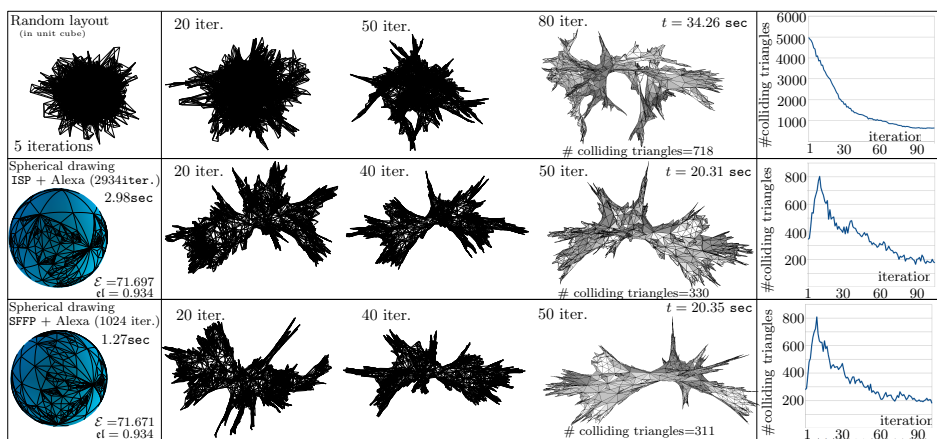 Random layout
(in unit cube)
5 iterations
20 iter.
50 iter.
80 iter.
t = 34.26 sec
# colliding triangles=718
#colliding triangles
6000
5000
4000
3000
2000
1000
iteration
1 30 60 90
Spherical drawing
ISP + Alexa (2934iter.)
2.98sec
ℰ =71.697
el = 0.934
20 iter.
40 iter.
50 iter.
t = 20.31 sec
# colliding triangles=330
#colliding triangles
800
600
400
200
iteration
1 30 60 90
Spherical drawing
SFFP + Alexa (1024 iter.)
1.27sec
ℰ =71.671
el = 0.934
20 iter.
40 iter.
50 iter.
t = 20.35 sec
# colliding triangles=311
#colliding triangles
800
600
400
200
iteration
1 30 60 90